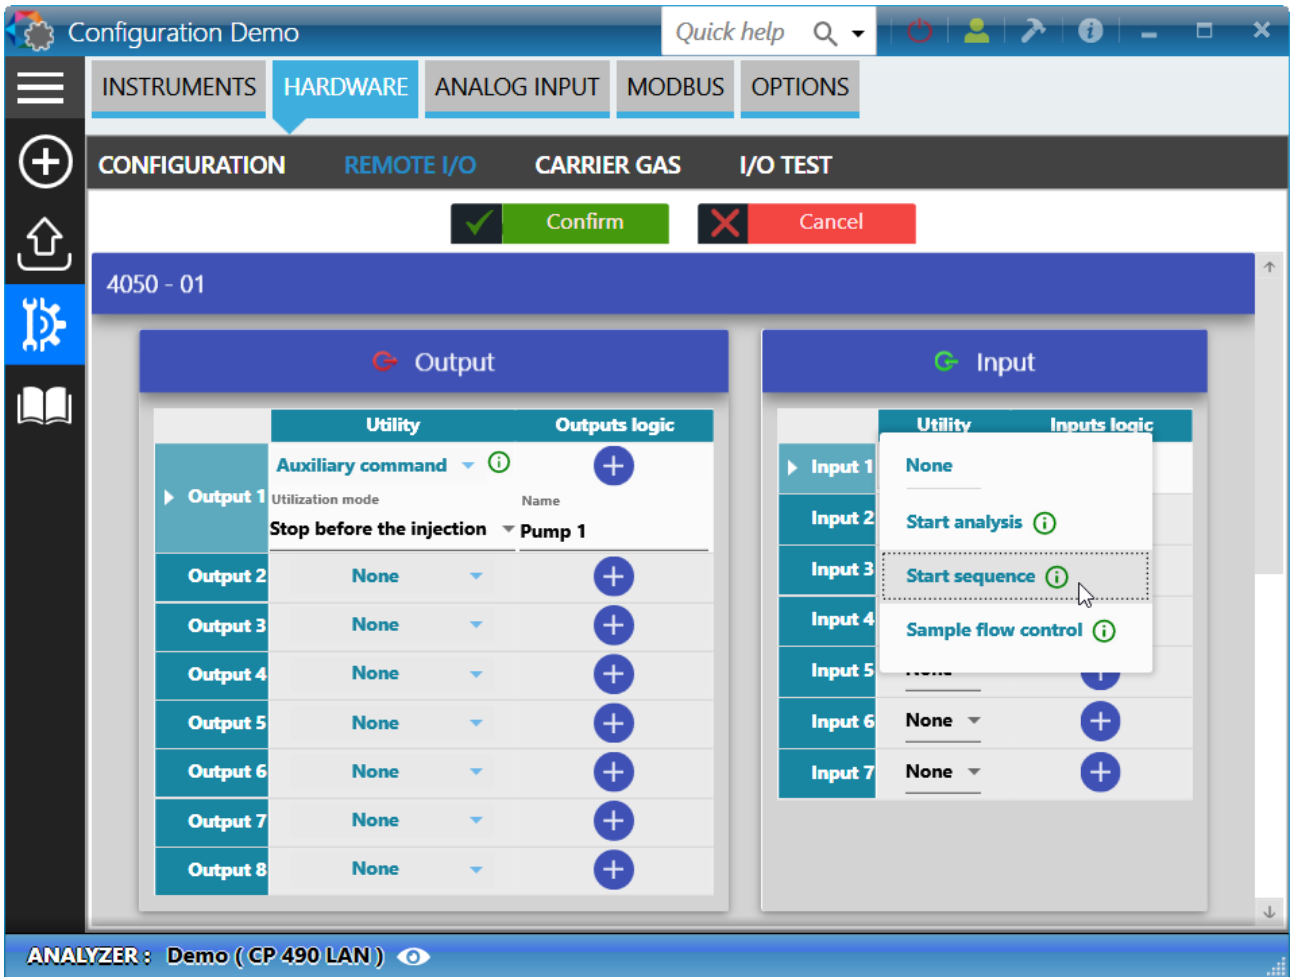 Configuration Demo Quick help
INSTRUMENTS HARDWARE ANALOG INPUT MODBUS OPTIONS
CONFIGURATION REMOTE I/O CARRIER GAS I/O TEST
Confirm Cancel
4050 - 01
Output
Utility Outputs logic
Output 1 Auxiliary command
Utilization mode Name
Stop before the injection Pump 1
Output 2 None
Output 3 None
Output 4 None
Output 5 None
Output 6 None
Output 7 None
Output 8 None
Input
Utility Inputs logic
Input 1 None
Input 2 Start analysis
Input 3 Start sequence
Input 4 Sample flow control
Input 5 None
Input 6 None
Input 7 None
ANALYZER : Demo ( CP 490 LAN )